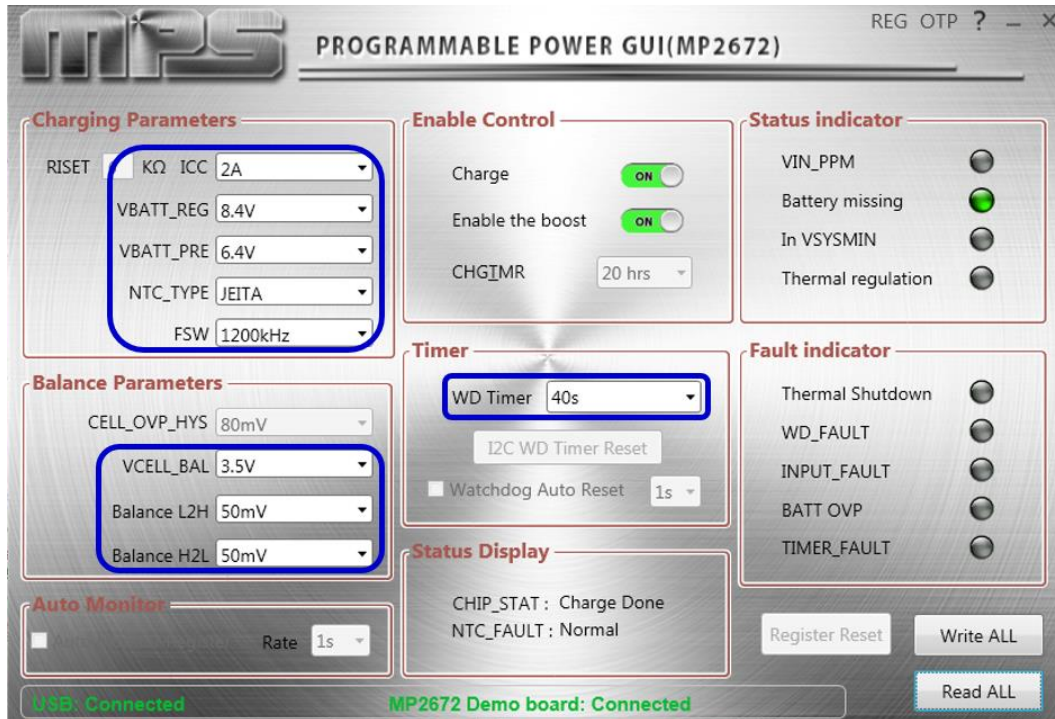 mps
PROGRAMMABLE POWER GUI(MP2672)
REG OTP ? _ X
Charging Parameters
RISET KΩ ICC 2A
VBATT_REG 8.4V
VBATT_PRE 6.4V
NTC_TYPE JEITA
FSW 1200kHz
Balance Parameters
CELL_OVP_HYS 80mV
VCELL_BAL 3.5V
Balance L2H 50mV
Balance H2L 50mV
Auto Monitor
Rate 1s
Enable Control
Charge ON
Enable the boost ON
CHGTMR 20 hrs
Timer
WD Timer 40s
I2C WD Timer Reset
Watchdog Auto Reset 1s
Status Display
CHIP_STAT : Charge Done
NTC_FAULT : Normal
Status indicator
VIN_PPM
Battery missing
In VSYSMIN
Thermal regulation
Fault indicator
Thermal Shutdown
WD_FAULT
INPUT_FAULT
BATT OVP
TIMER_FAULT
Register Reset
Write ALL
Read ALL
USB: Connected
MP2672 Demo board: Connected